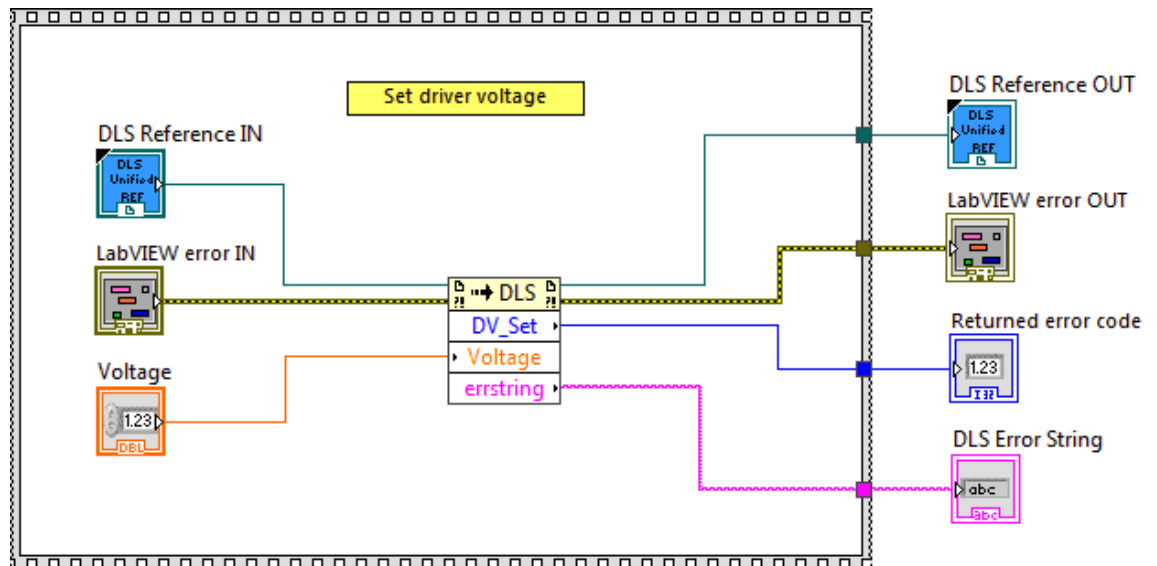 Set driver voltage
DLS Reference IN
DLS
Unified
REF
LabVIEW error IN
Voltage
1.23
DBL
DLS
DV_Set
Voltage
errstring
DLS Reference OUT
DLS
Unified
REF
LabVIEW error OUT
Returned error code
1.23
I32
DLS Error String
abc
abc